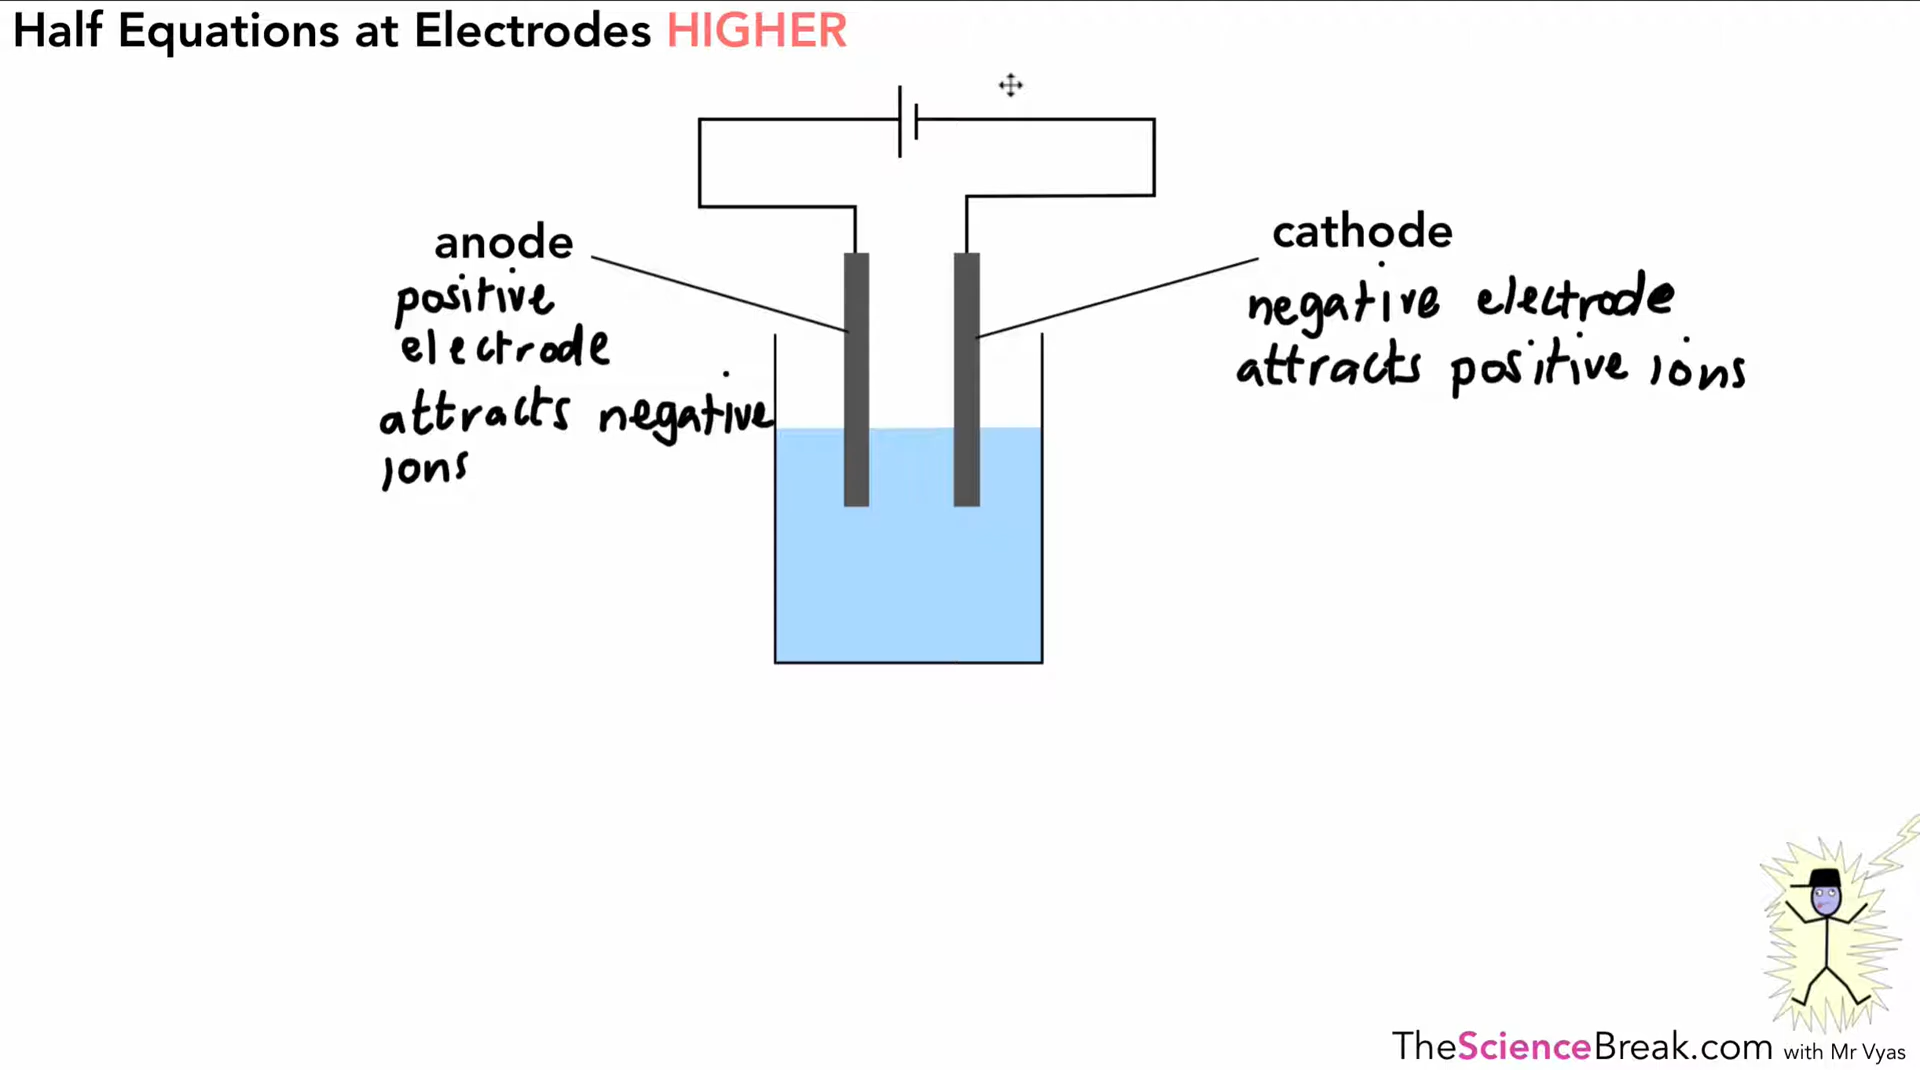 Half Equations at Electrodes HIGHER
anode
positive
electrode
attracts negative
ions
cathode
negative electrode
attracts positive ions
TheScienceBreak.com with Mr Vyas